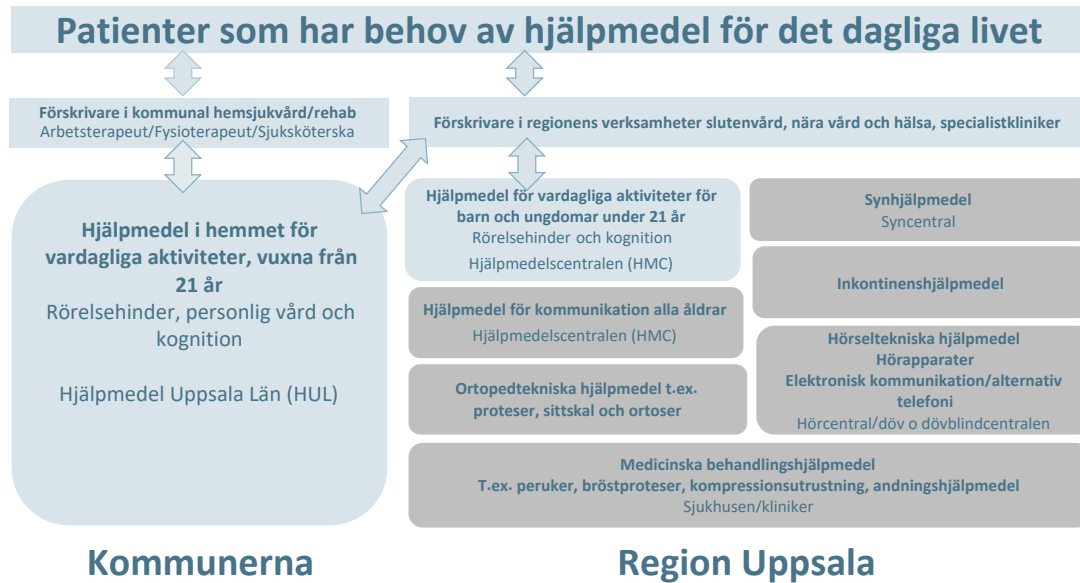 Patienter som har behov av hjälpmedel för det dagliga livet
Förskrivare i kommunal hemsjukvård/rehab
Arbetsterapeut/Fysioterapeut/Sjuksköterska
Förskrivare i regionens verksamheter slutenvård, nära vård och hälsa, specialistkliniker
Hjälpmedel i hemmet för
vardagliga aktiviteter, vuxna från
21 år
Rörelsehinder, personlig vård och
kognition
Hjälpmedel Uppsala Län (HUL)
Hjälpmedel för vardagliga aktiviteter för
barn och ungdomar under 21 år
Rörelsehinder och kognition
Hjälpmedelscentralen (HMC)
Synhjälpmedel
Syncentral
Hjälpmedel för kommunikation alla åldrar
Hjälpmedelscentralen (HMC)
Inkontinenshjälpmedel
Ortopedtekniska hjälpmedel t.ex.
proteser, sittskal och ortoser
Hörseltekniska hjälpmedel
Hörapparater
Elektronisk kommunikation/alternativ
telefoni
Hörcentral/döv o dövblindcentralen
Medicinska behandlingshjälpmedel
T.ex. peruker, bröstproteser, kompressionsutrustning, andningshjälpmedel
Sjukhusen/kliniker
Kommunerna
Region Uppsala